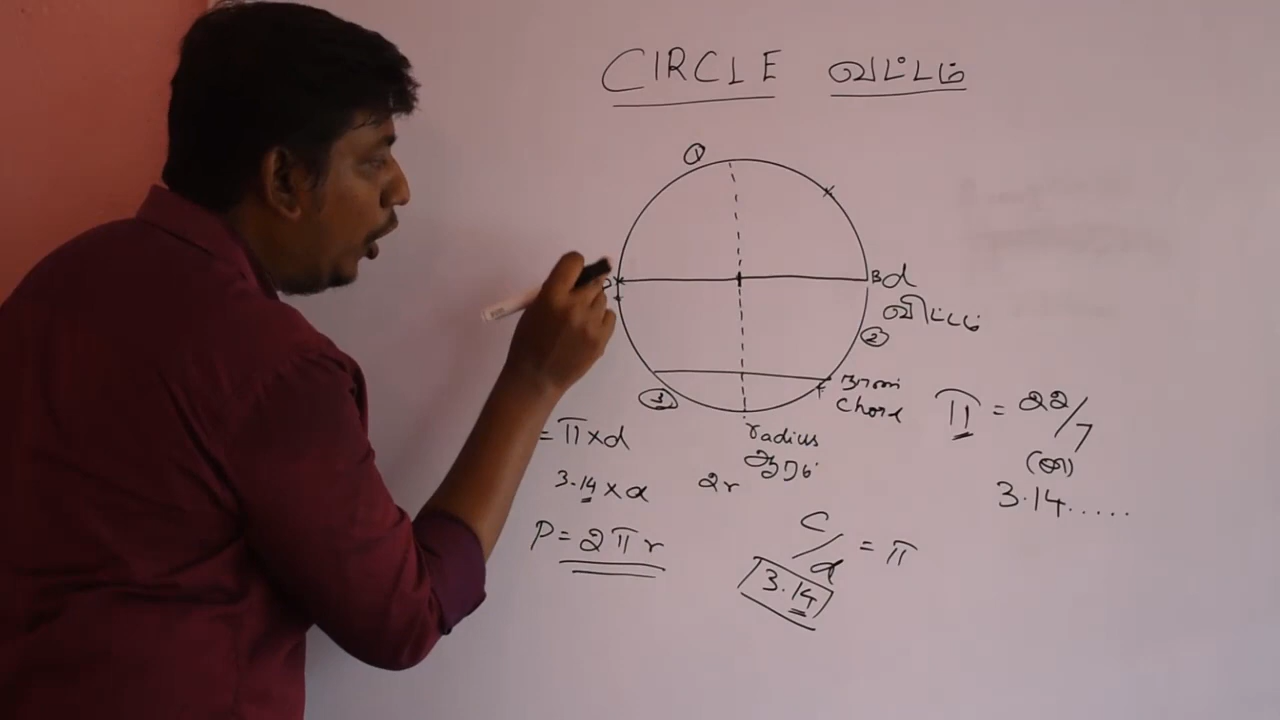 CIRCLE வட்டம்
①
B d
விட்டம்
②
நாண்
Chord
③
radius
ஆரம்
π = 22/7
(or)
3.14.....
= π × d
3.14 × d
2r
P = 2πr
C/d = π
3.14